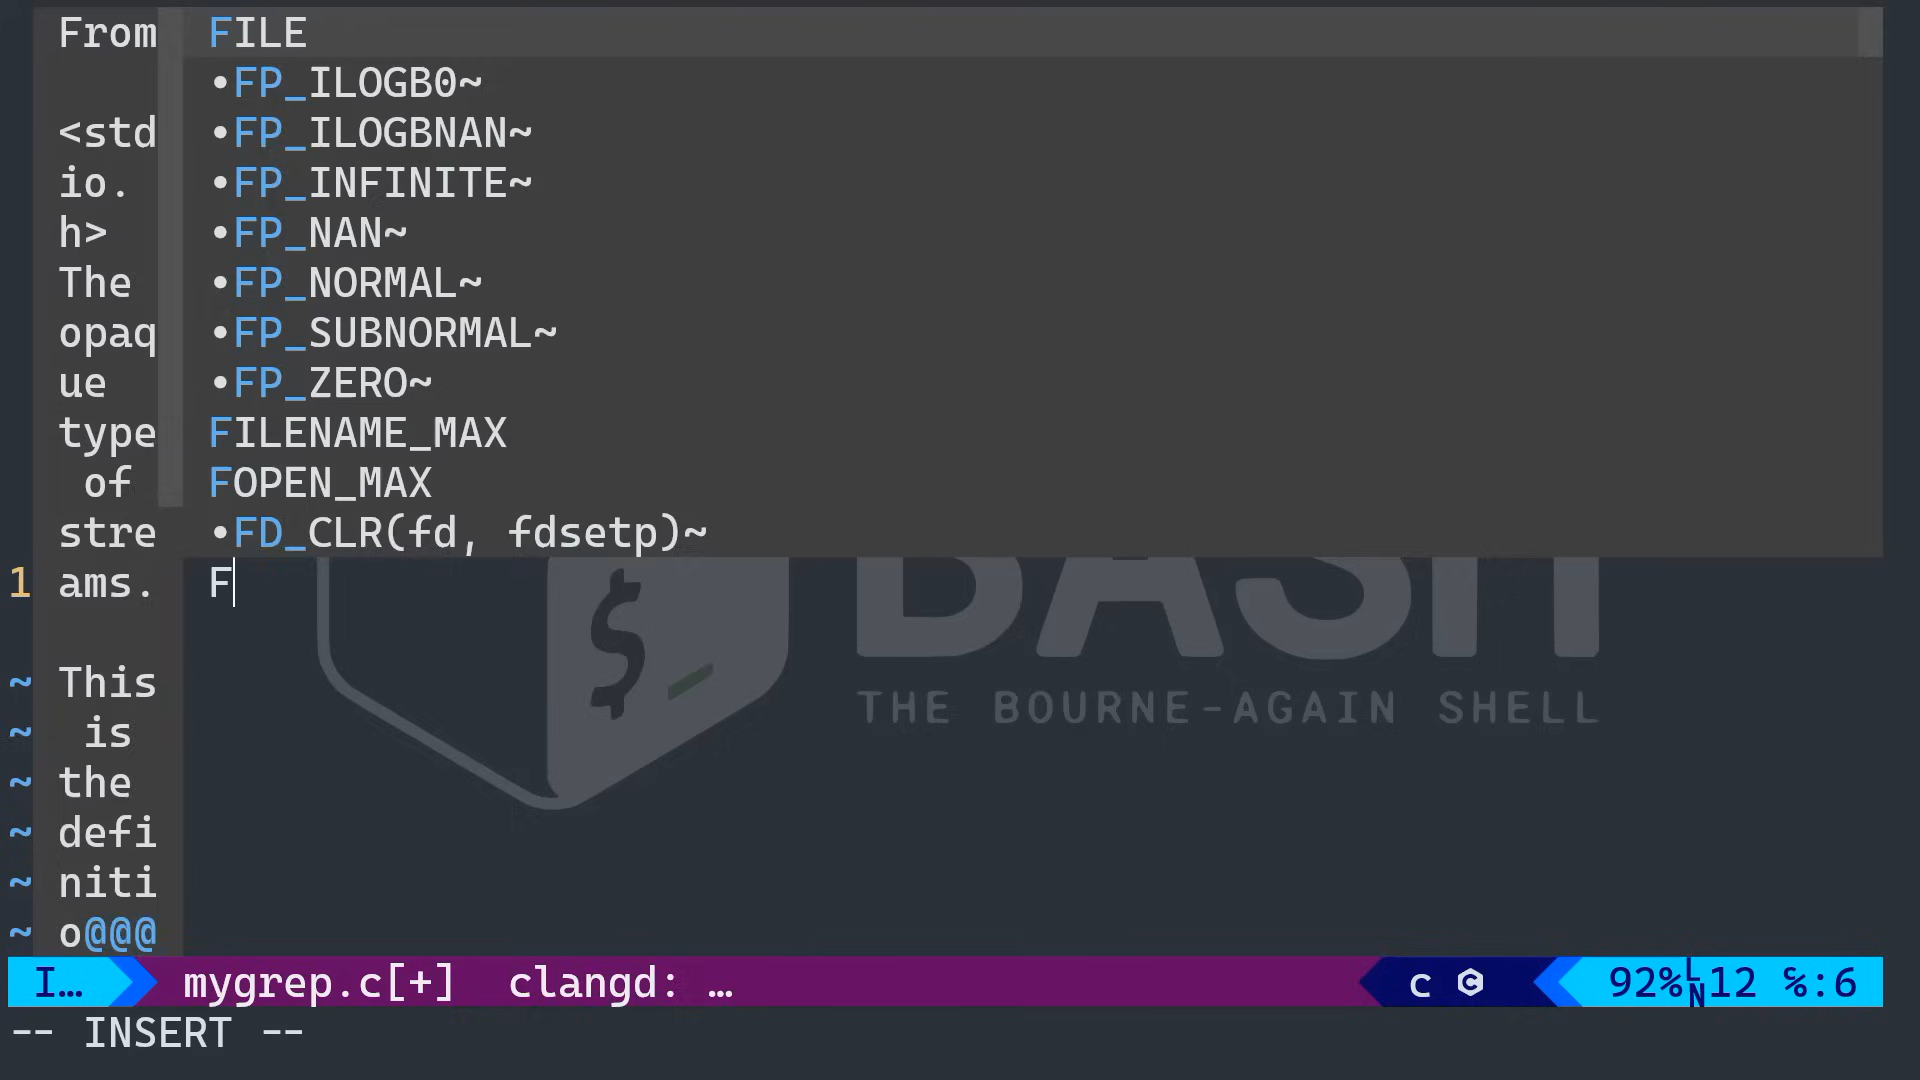 From FILE
•FP_ILOGB0~
<std •FP_ILOGBNAN~
io. •FP_INFINITE~
h> •FP_NAN~
The •FP_NORMAL~
opaq •FP_SUBNORMAL~
ue •FP_ZERO~
type FILENAME_MAX
of FOPEN_MAX
stre •FD_CLR(fd, fdsetp)~
1 ams. F
BASH
$_
~ This
THE BOURNE-AGAIN SHELL
~ is
~ the
~ defi
~ niti
~ o@@@
I… mygrep.c[+] clangd: … c C 92% LN 12 %:6
-- INSERT --